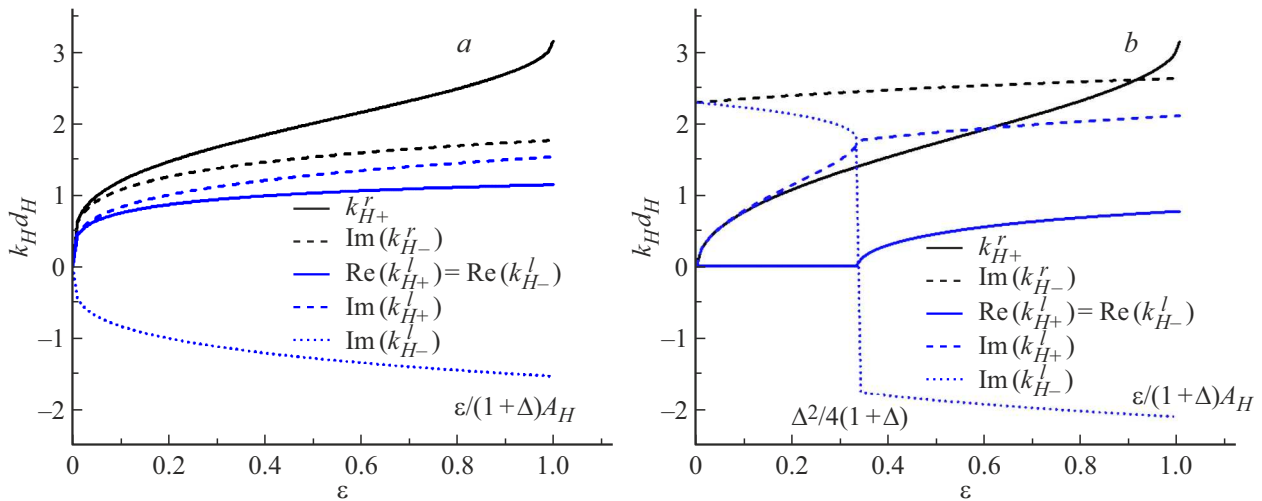 a
3
2
1
0
−1
−2
k_H d_H
k^r_{H+}
Im (k^r_{H−})
Re (k^l_{H+}) = Re (k^l_{H−})
Im (k^l_{H+})
Im (k^l_{H−})
ε/(1 + Δ)A_H
0 0.2 0.4 0.6 0.8 1.0
ε
b
3
2
1
0
−1
−2
k_H d_H
k^r_{H+}
Im (k^r_{H−})
Re (k^l_{H+}) = Re (k^l_{H−})
Im (k^l_{H+})
Im (k^l_{H−})
ε/(1 + Δ)A_H
Δ²/4(1 + Δ)
0 0.2 0.4 0.6 0.8 1.0
ε